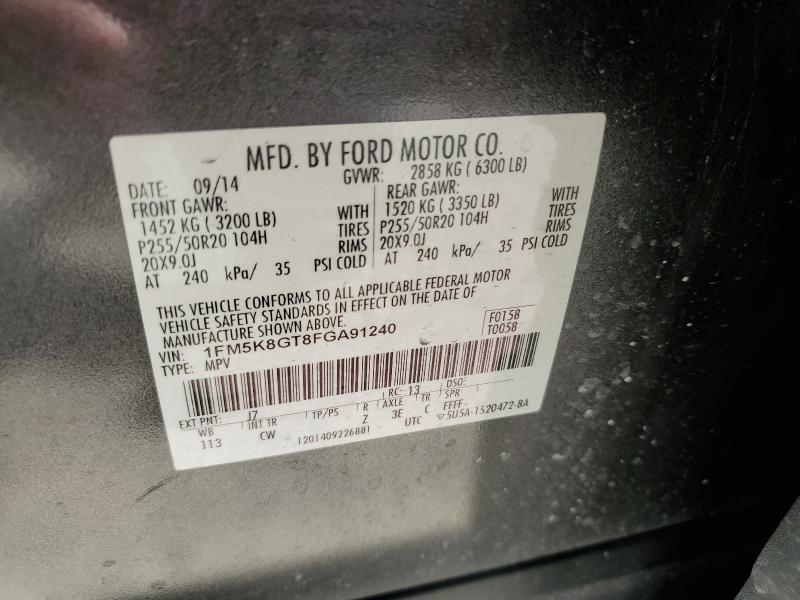 MFD. BY FORD MOTOR CO.
DATE: 09/14 GVWR: 2858 KG ( 6300 LB)
FRONT GAWR: REAR GAWR:
1452 KG ( 3200 LB) WITH 1520 KG ( 3350 LB) WITH
P255/50R20 104H TIRES P255/50R20 104H TIRES
20X9.0J RIMS 20X9.0J RIMS
AT 240 kPa/ 35 PSI COLD AT 240 kPa/ 35 PSI COLD
THIS VEHICLE CONFORMS TO ALL APPLICABLE FEDERAL MOTOR
VEHICLE SAFETY STANDARDS IN EFFECT ON THE DATE OF
MANUFACTURE SHOWN ABOVE.
VIN: 1FM5K8GT8FGA91240 F0158
TYPE: MPV T0058
EXT PNT: J7 RC: 13 DSO:
WB INT TR TP/PS R AXLE TR SPR
113 CW Z 3E C FFFF
1201409226881 UTC ▽5U5A-1520472-BA